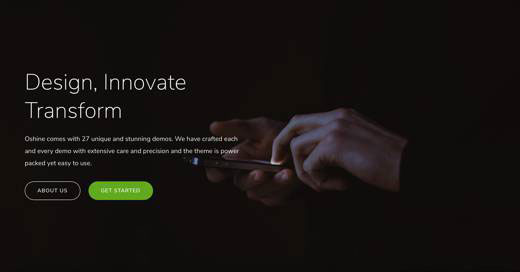 Design, Innovate
Transform
Oshine comes with 27 unique and stunning demos. We have crafted each
and every demo with extensive care and precision and the theme is power
packed yet easy to use.
ABOUT US
GET STARTED